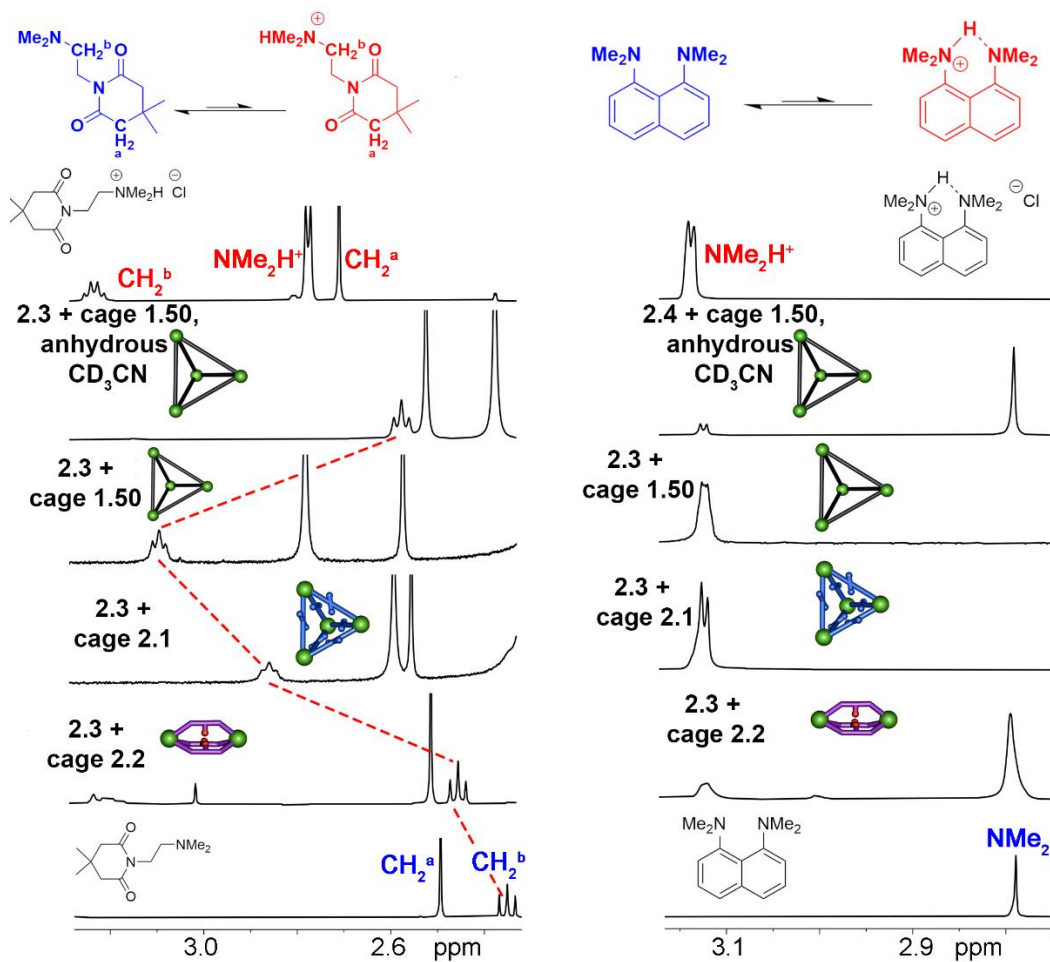 Me₂N
CH₂ᵇ
O
N
O
C
H₂
a
⊕
HMe₂N
CH₂ᵇ
O
N
O
C
H₂
a
Me₂N NMe₂
H
Me₂N NMe₂
⊕
O
N
O
⊕ ⊖
NMe₂H Cl
H
Me₂N NMe₂
⊕
⊖
Cl
CH₂ᵇ
NMe₂H⁺
CH₂ᵃ
NMe₂H⁺
2.3 + cage 1.50,
anhydrous
CD₃CN
2.4 + cage 1.50,
anhydrous
CD₃CN
2.3 +
cage 1.50
2.3 +
cage 1.50
2.3 +
cage 2.1
2.3 +
cage 2.1
2.3 +
cage 2.2
2.3 +
cage 2.2
O
N
NMe₂
O
CH₂ᵃ
CH₂ᵇ
Me₂N NMe₂
NMe₂
3.0 2.6 ppm
3.1 2.9 ppm